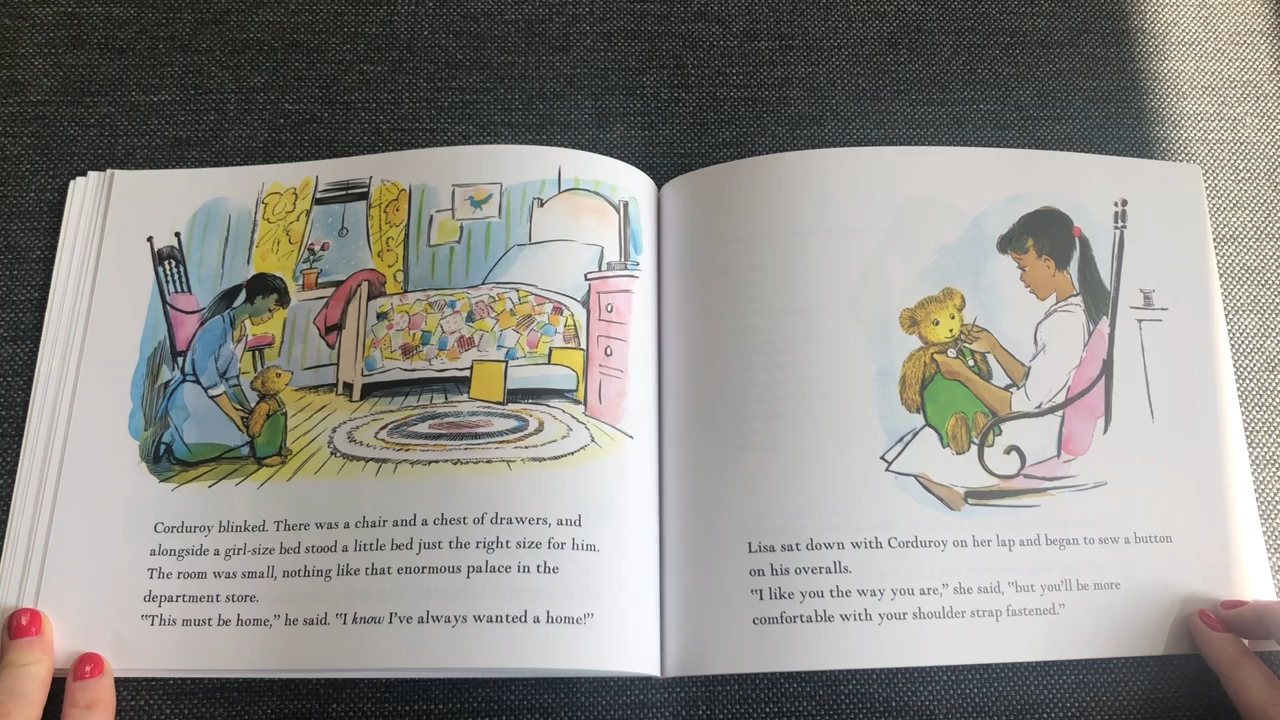 Corduroy blinked. There was a chair and a chest of drawers, and
alongside a girl-size bed stood a little bed just the right size for him.
The room was small, nothing like that enormous palace in the
department store.
"This must be home," he said. "I know I've always wanted a home!"
Lisa sat down with Corduroy on her lap and began to sew a button
on his overalls.
"I like you the way you are," she said, "but you'll be more
comfortable with your shoulder strap fastened."